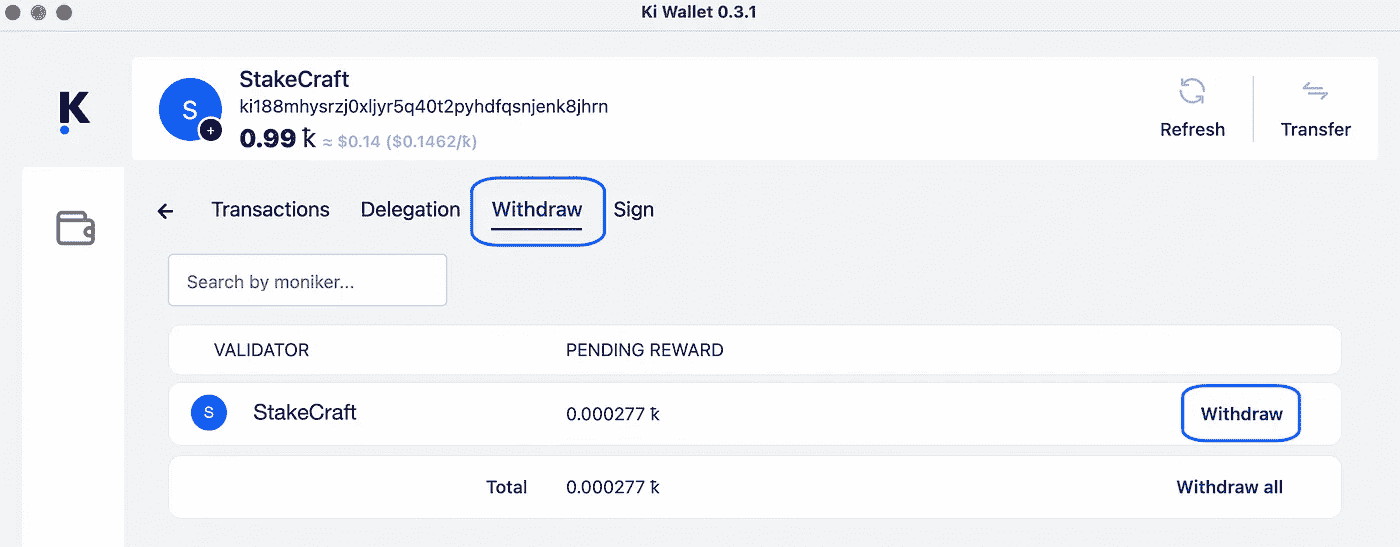 Ki Wallet 0.3.1
K
S
+
StakeCraft
ki188mhysrzj0xljyr5q40t2pyhdfqsnjenk8jhrn
0.99 ꝁ ≈ $0.14 ($0.1462/ꝁ)
Refresh
Transfer
← Transactions Delegation Withdraw Sign
Search by moniker...
VALIDATOR PENDING REWARD
S StakeCraft 0.000277 ꝁ Withdraw
Total 0.000277 ꝁ Withdraw all